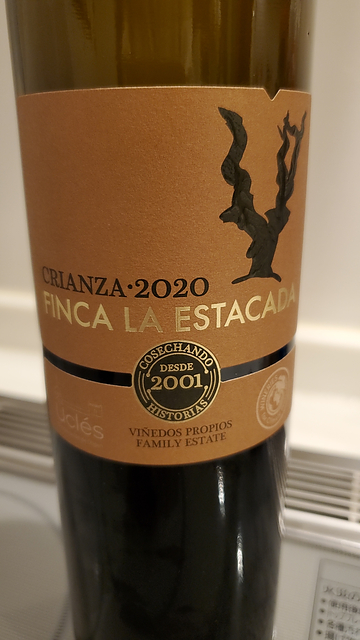 CRIANZA·2020
FINCA LA ESTACADA
COSECHANDO
DESDE
2001
HISTORIAS
uclés
VIÑEDOS PROPIOS
FAMILY ESTATE